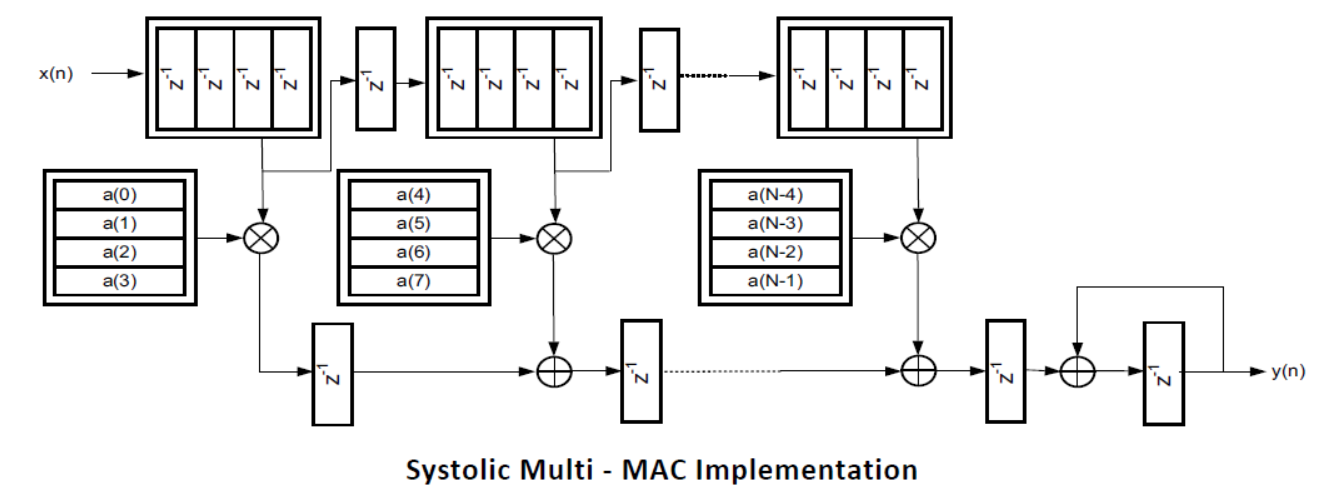 x(n)
Z-1 Z-1 Z-1 Z-1
Z-1
Z-1 Z-1 Z-1 Z-1
Z-1
Z-1 Z-1 Z-1 Z-1
a(0)
a(1)
a(2)
a(3)
a(4)
a(5)
a(6)
a(7)
a(N-4)
a(N-3)
a(N-2)
a(N-1)
Z-1
Z-1
Z-1
Z-1
y(n)
Systolic Multi - MAC Implementation